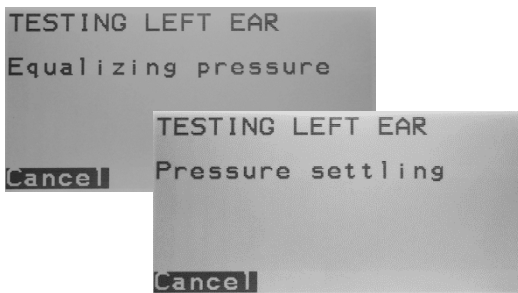 TESTING LEFT EAR
Equalizing pressure
Cancel
TESTING LEFT EAR
Pressure settling
Cancel